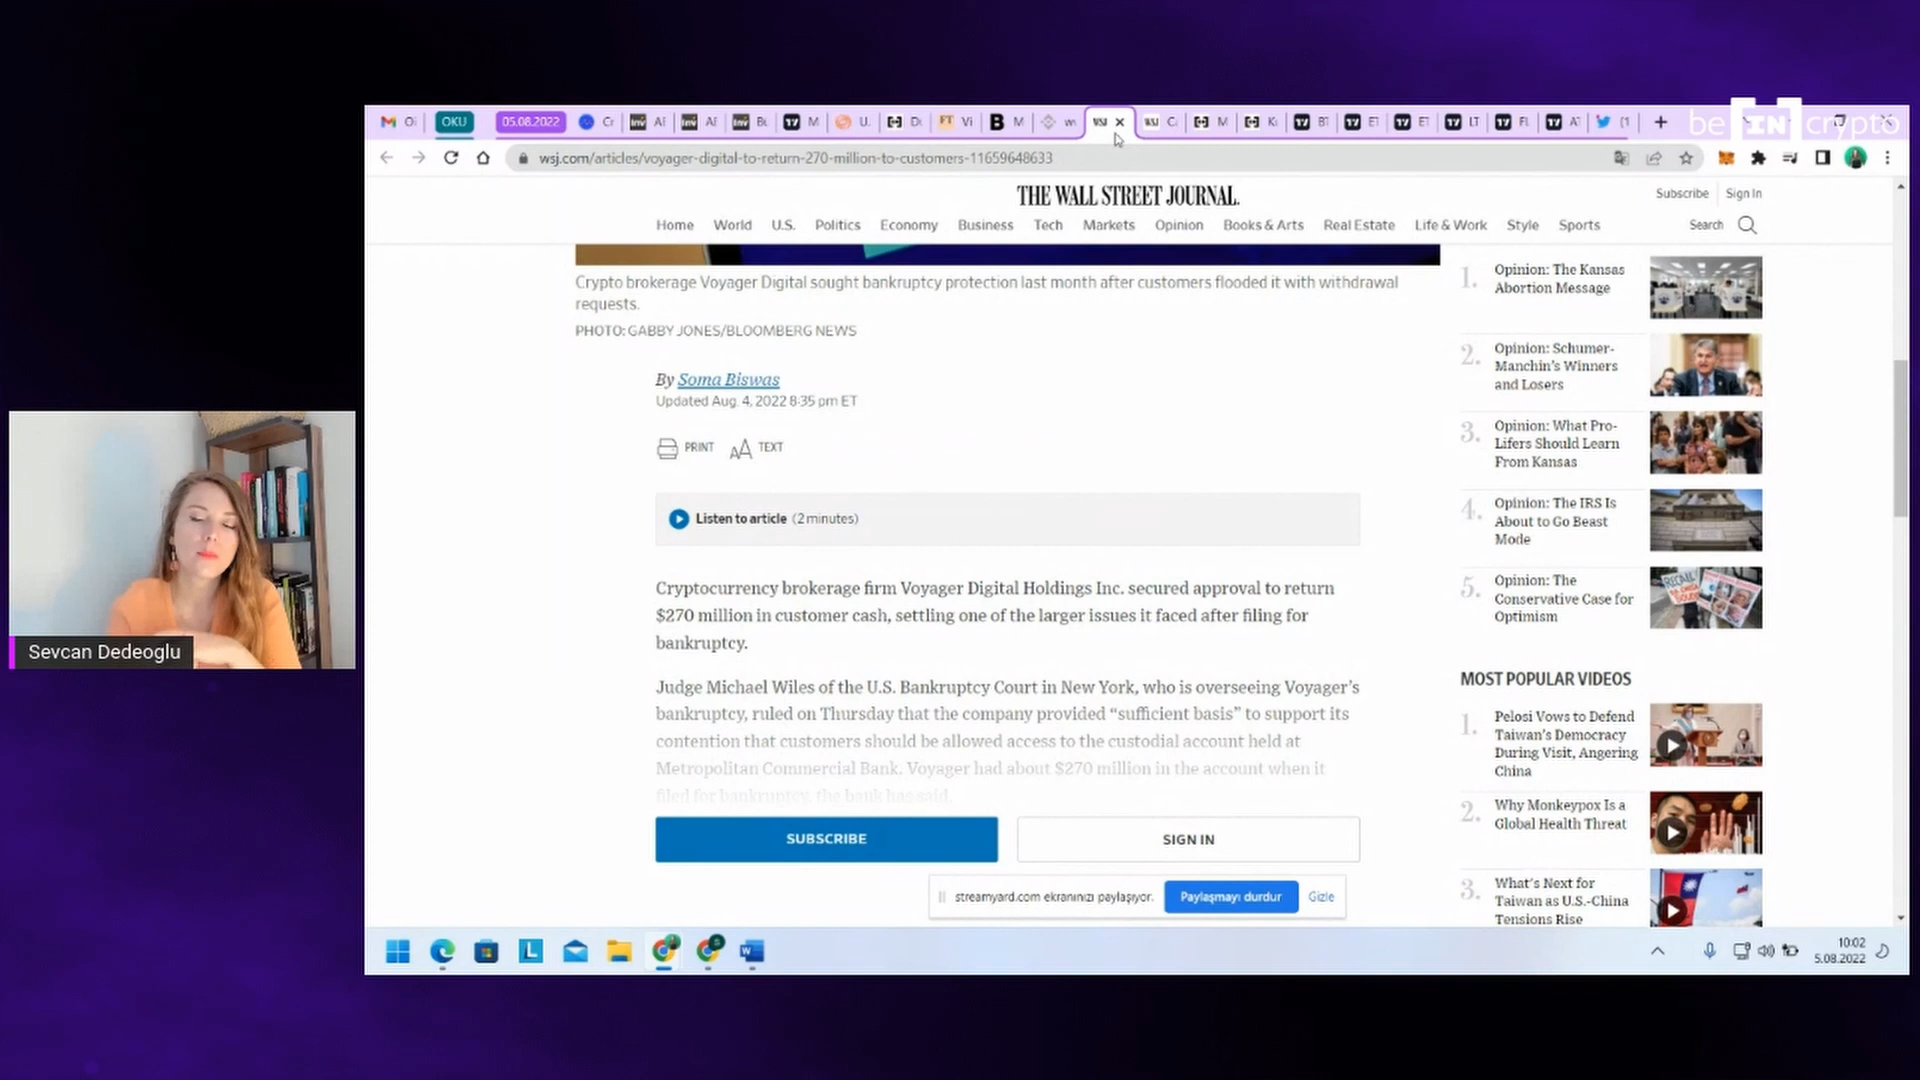 OKU
05.08.2022
be IN crypto
wsj.com/articles/voyager-digital-to-return-270-million-to-customers-11659648633
THE WALL STREET JOURNAL.
Subscribe
Sign In
Home World U.S. Politics Economy Business Tech Markets Opinion Books & Arts Real Estate Life & Work Style Sports
Search
Crypto brokerage Voyager Digital sought bankruptcy protection last month after customers flooded it with withdrawal
requests.
PHOTO: GABBY JONES/BLOOMBERG NEWS
By Soma Biswas
Updated Aug. 4, 2022 8:35 pm ET
PRINT
AA TEXT
Listen to article (2 minutes)
Cryptocurrency brokerage firm Voyager Digital Holdings Inc. secured approval to return
$270 million in customer cash, settling one of the larger issues it faced after filing for
bankruptcy.
Judge Michael Wiles of the U.S. Bankruptcy Court in New York, who is overseeing Voyager's
bankruptcy, ruled on Thursday that the company provided “sufficient basis” to support its
contention that customers should be allowed access to the custodial account held at
Metropolitan Commercial Bank. Voyager had about $270 million in the account when it
filed for bankruptcy, the bank has said.
SUBSCRIBE
SIGN IN
1. Opinion: The Kansas
Abortion Message
2. Opinion: Schumer-
Manchin's Winners
and Losers
3. Opinion: What Pro-
Lifers Should Learn
From Kansas
4. Opinion: The IRS Is
About to Go Beast
Mode
5. Opinion: The
Conservative Case for
Optimism
MOST POPULAR VIDEOS
1. Pelosi Vows to Defend
Taiwan's Democracy
During Visit, Angering
China
2. Why Monkeypox Is a
Global Health Threat
3. What's Next for
Taiwan as U.S.-China
Tensions Rise
streamyard.com ekranınızı paylaşıyor.
Paylaşmayı durdur
Gizle
10:02
5.08.2022
Sevcan Dedeoglu